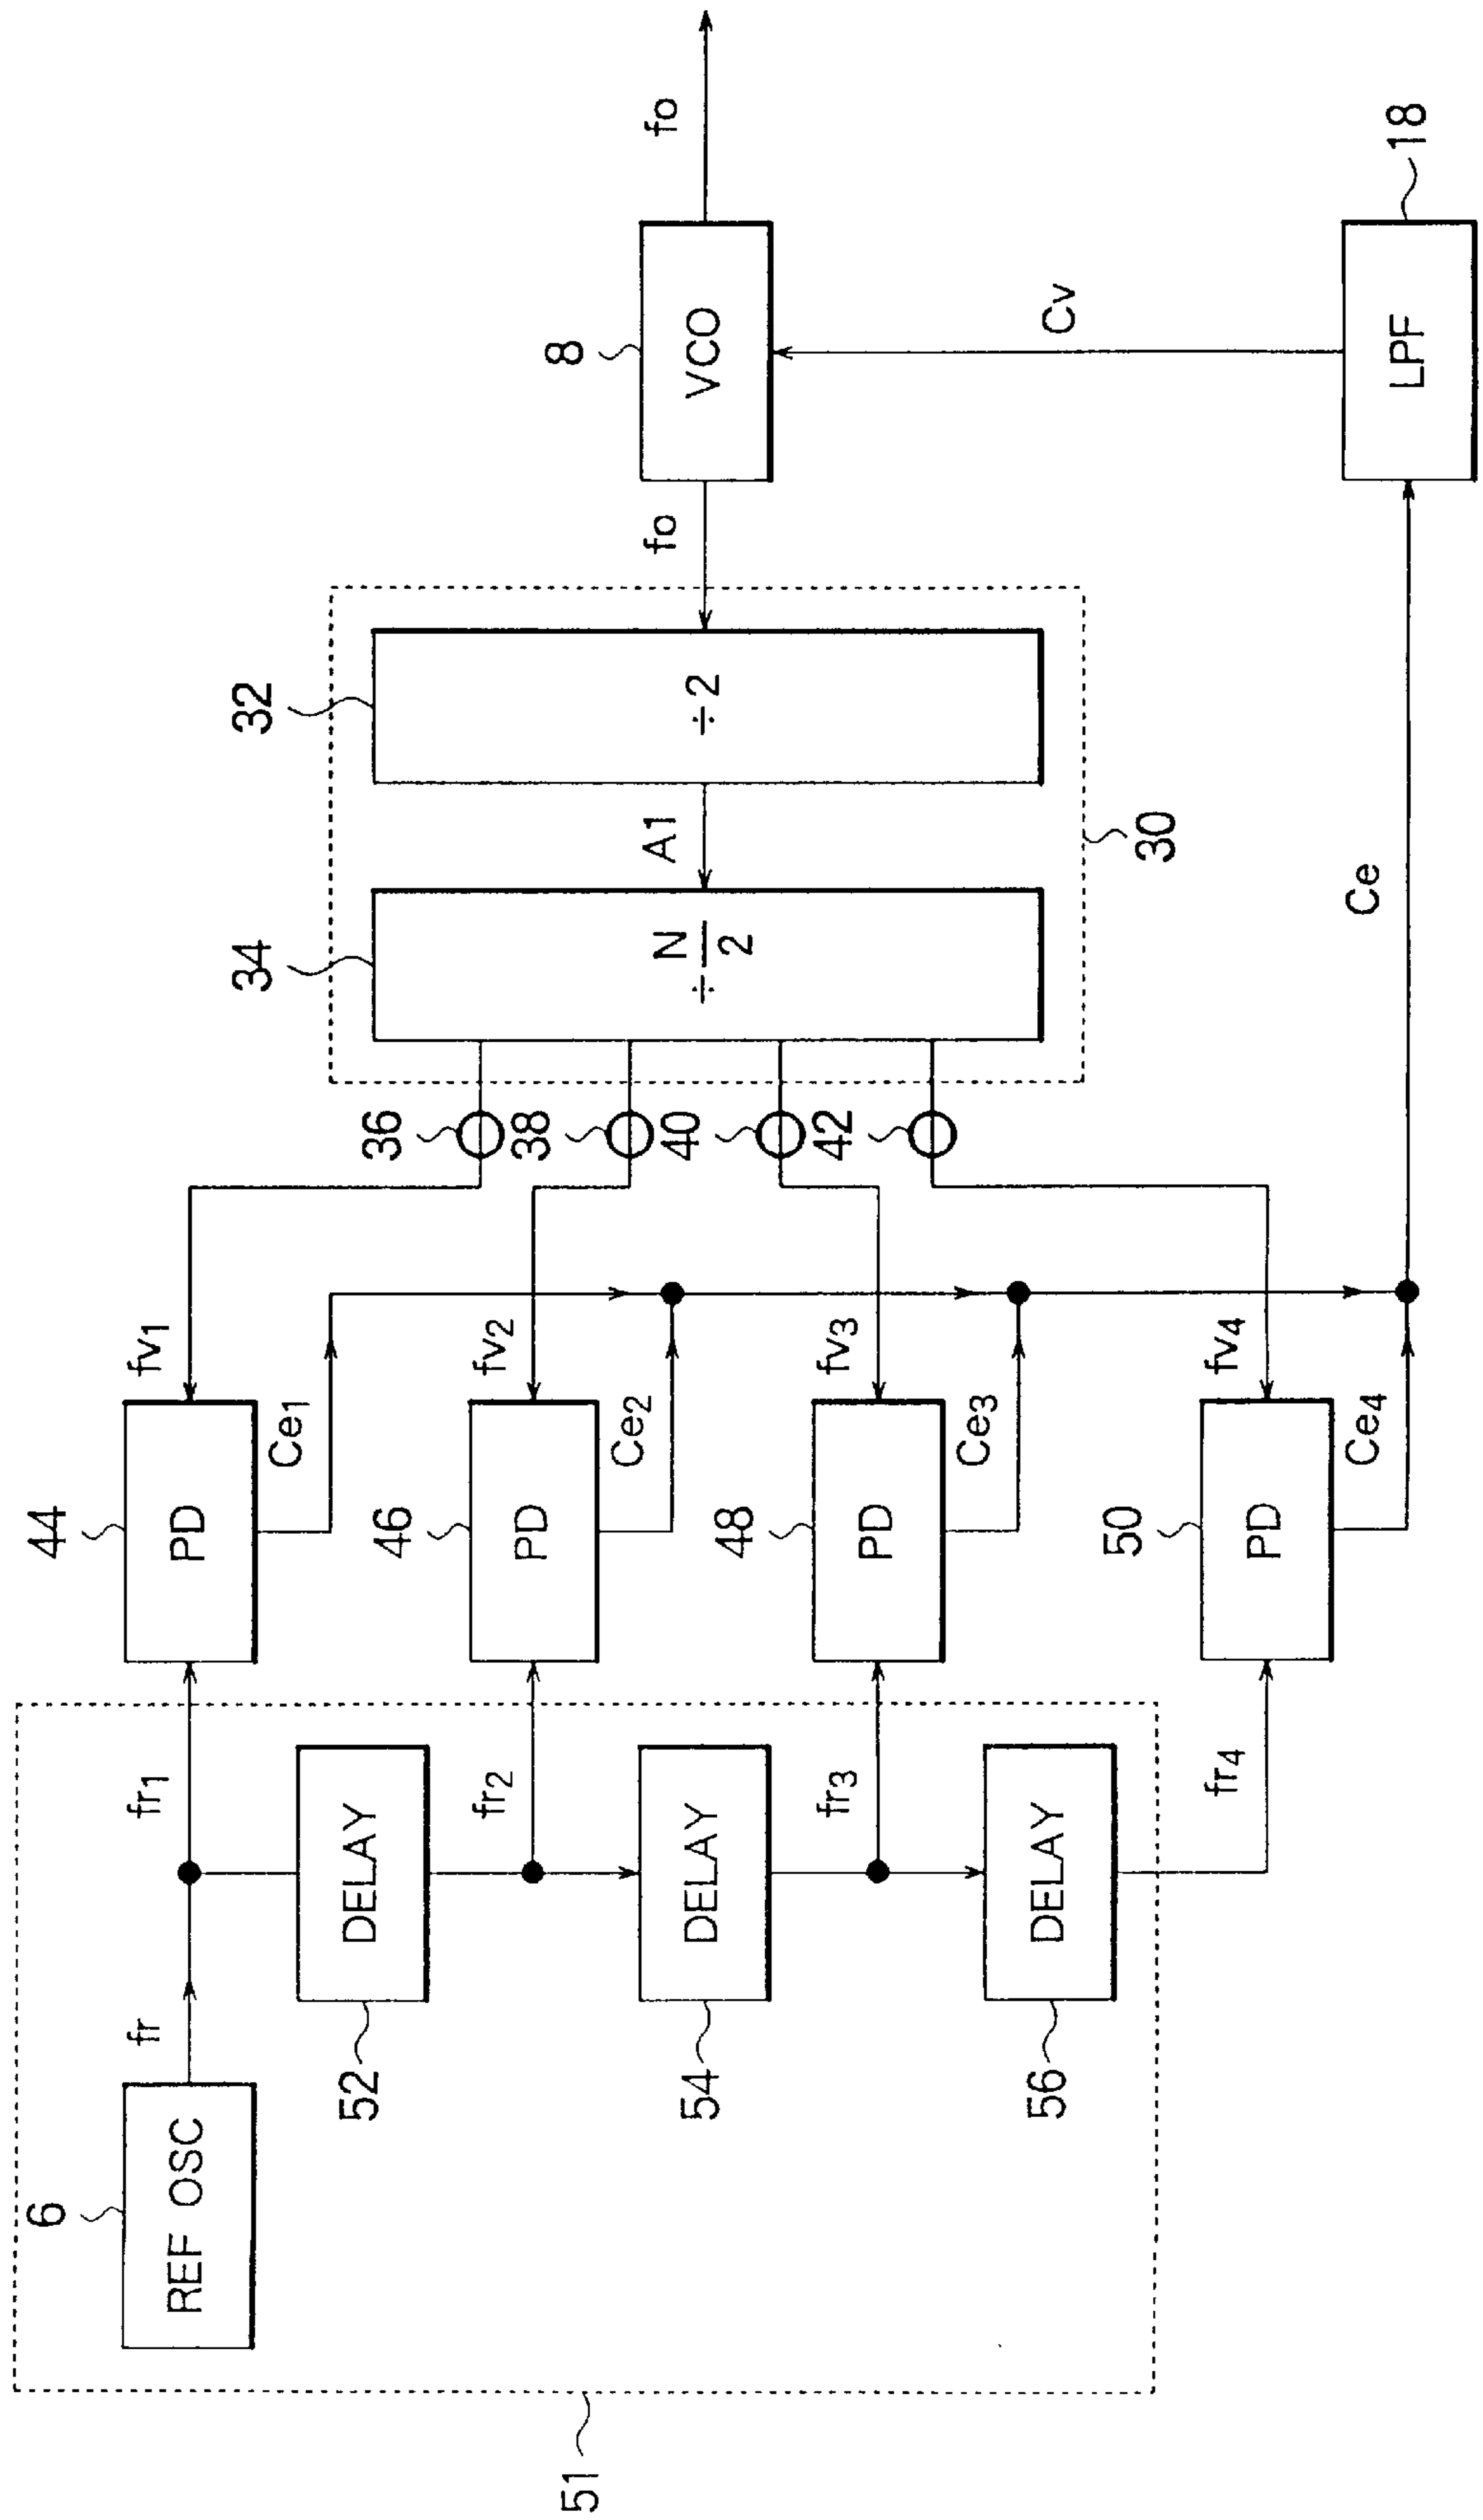 6
REF OSC
fr
fr₁
44
PD
fv₁
Ce₁
52
DELAY
fr₂
46
PD
fv₂
Ce₂
54
DELAY
fr₃
48
PD
fv₃
Ce₃
56
DELAY
fr₄
50
PD
fv₄
Ce₄
51
36
38
40
42
34
÷ N/2
A1
32
÷ 2
30
fo
8
VCO
fo
Cv
Ce
LPF
18